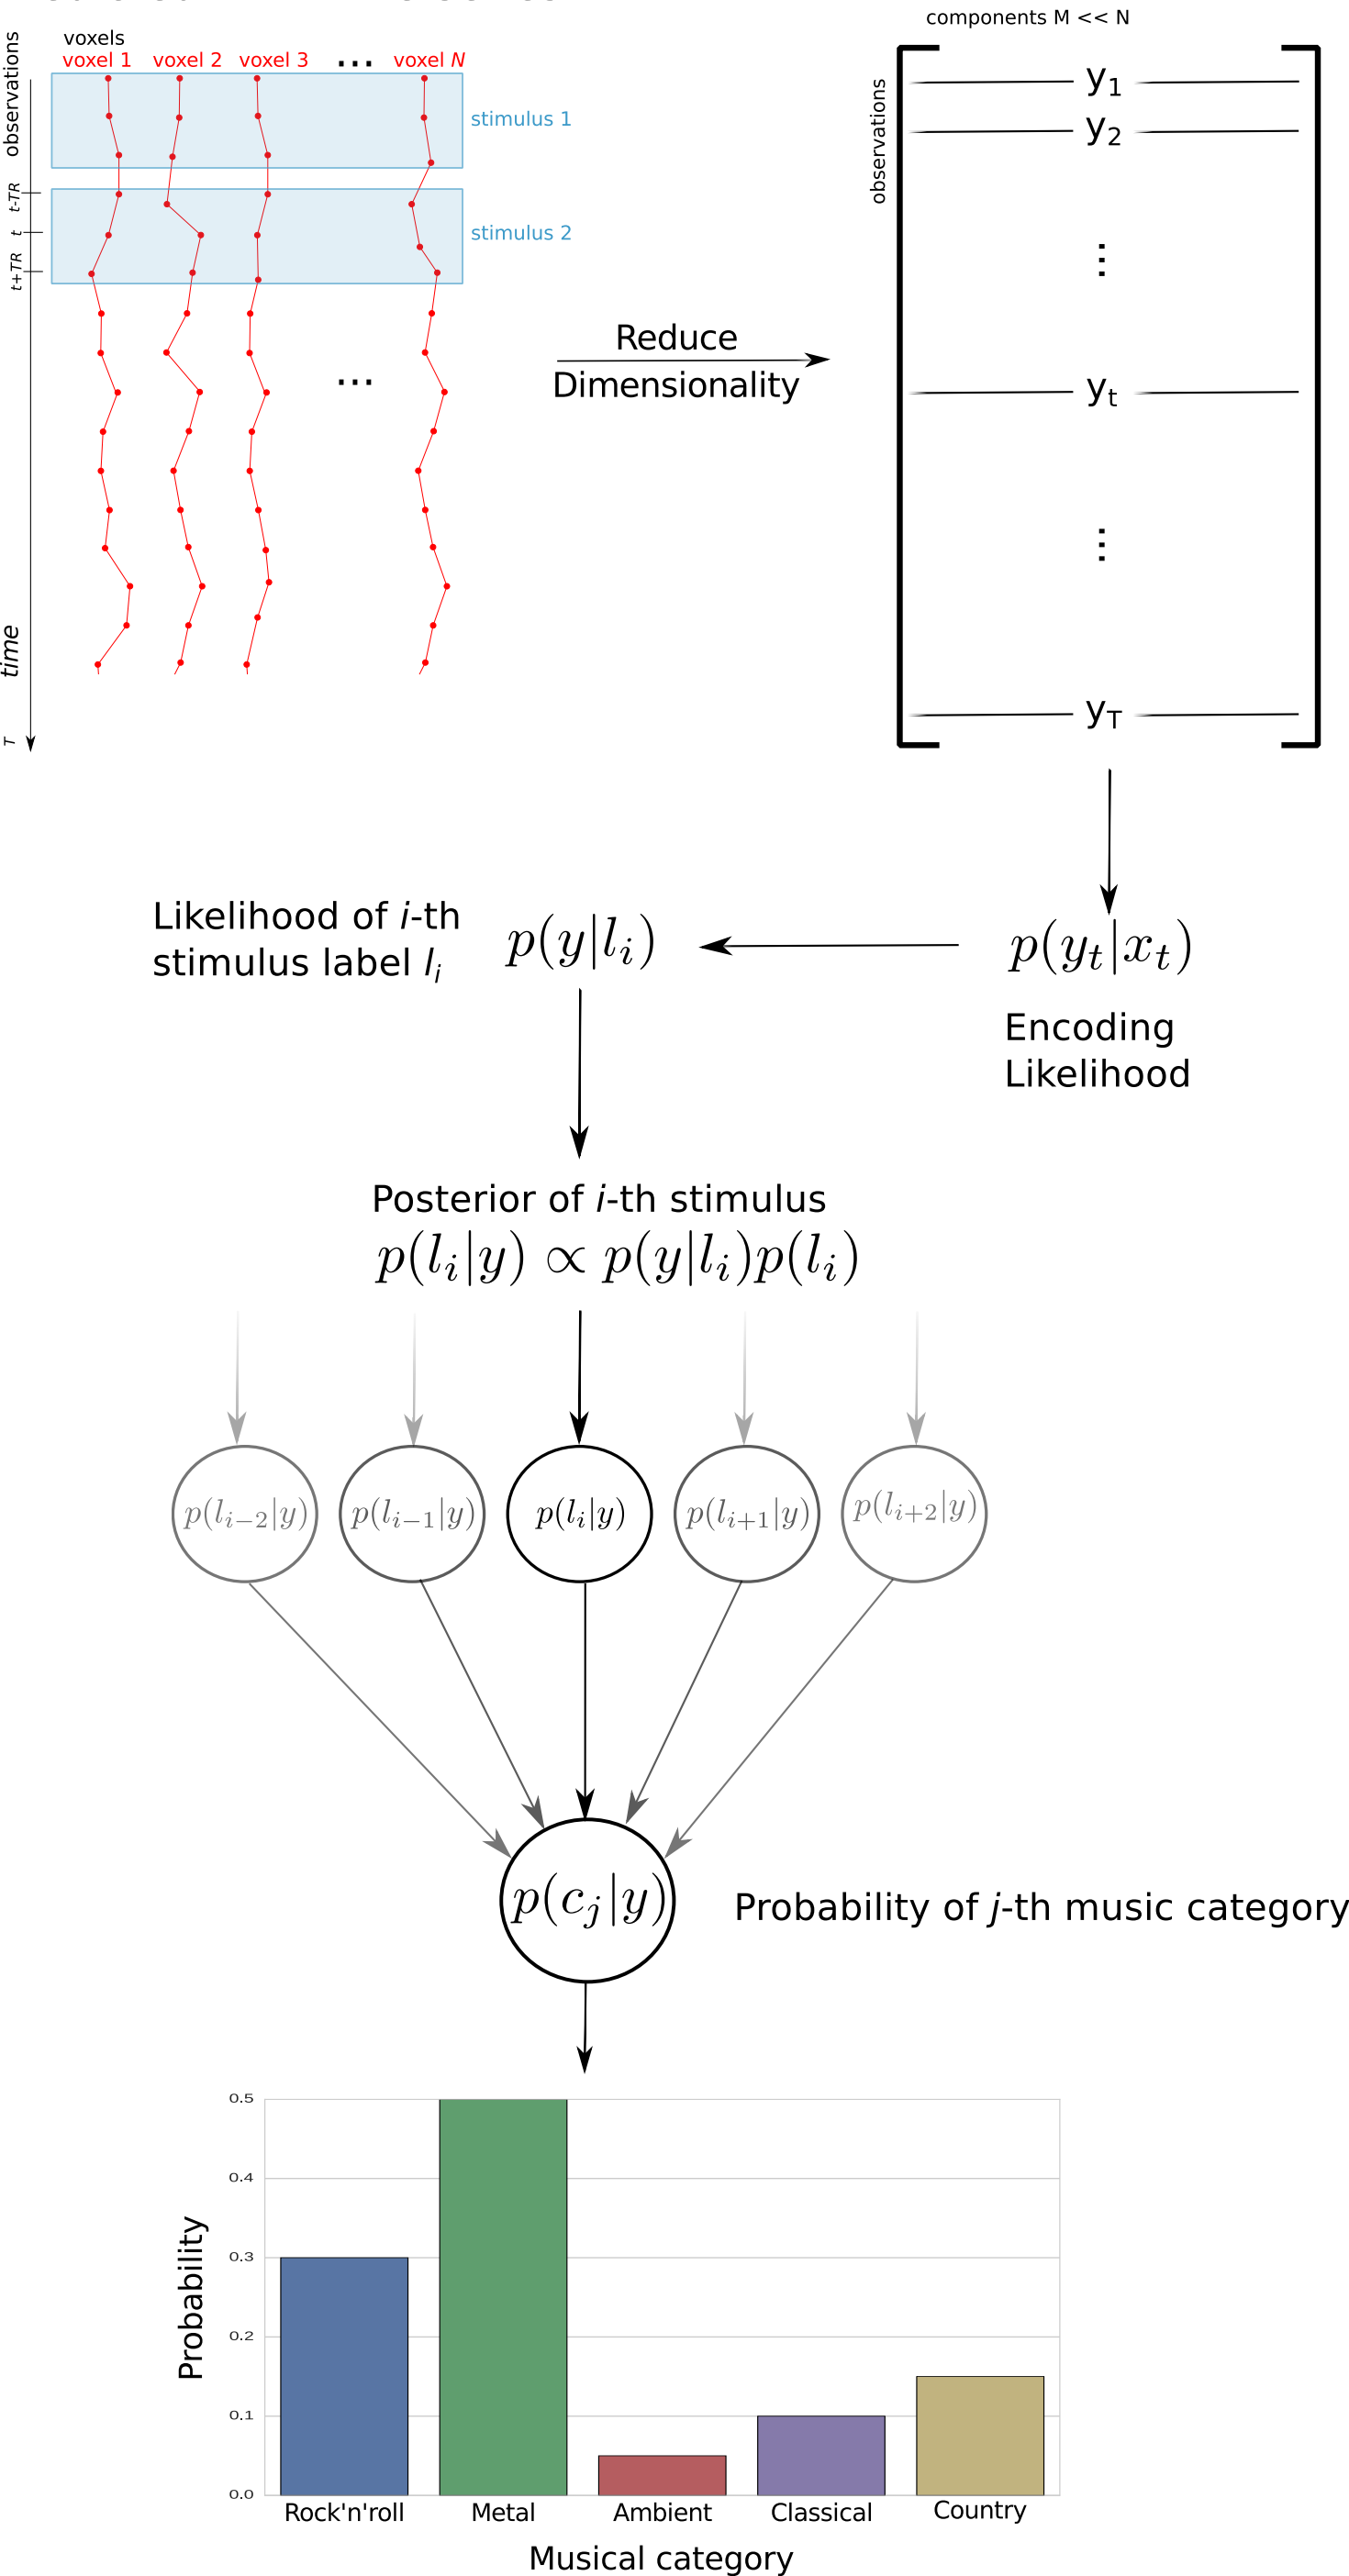 components M << N
voxels
voxel 1 voxel 2 voxel 3 ... voxel N
observations
stimulus 1
t-TR
t
t+TR
stimulus 2
...
time
T
Reduce
Dimensionality
observations
y₁
y₂
⋮
yₜ
⋮
y_T
Likelihood of i-th
stimulus label lᵢ
p(y|lᵢ)
p(yₜ|xₜ)
Encoding
Likelihood
Posterior of i-th stimulus
p(lᵢ|y) ∝ p(y|lᵢ)p(lᵢ)
p(lᵢ₋₂|y) p(lᵢ₋₁|y) p(lᵢ|y) p(lᵢ₊₁|y) p(lᵢ₊₂|y)
p(cⱼ|y)
Probability of j-th music category
0.5
0.4
0.3
0.2
0.1
0.0
Probability
Rock'n'roll Metal Ambient Classical Country
Musical category